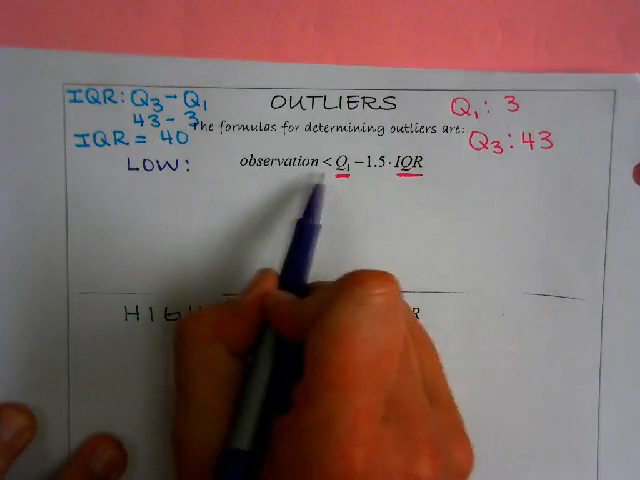 IQR: Q3 - Q1
OUTLIERS
Q1: 3
43 - 3
The formulas for determining outliers are:
IQR = 40
Q3: 43
LOW:
observation < Q1 - 1.5 · IQR
HIGH